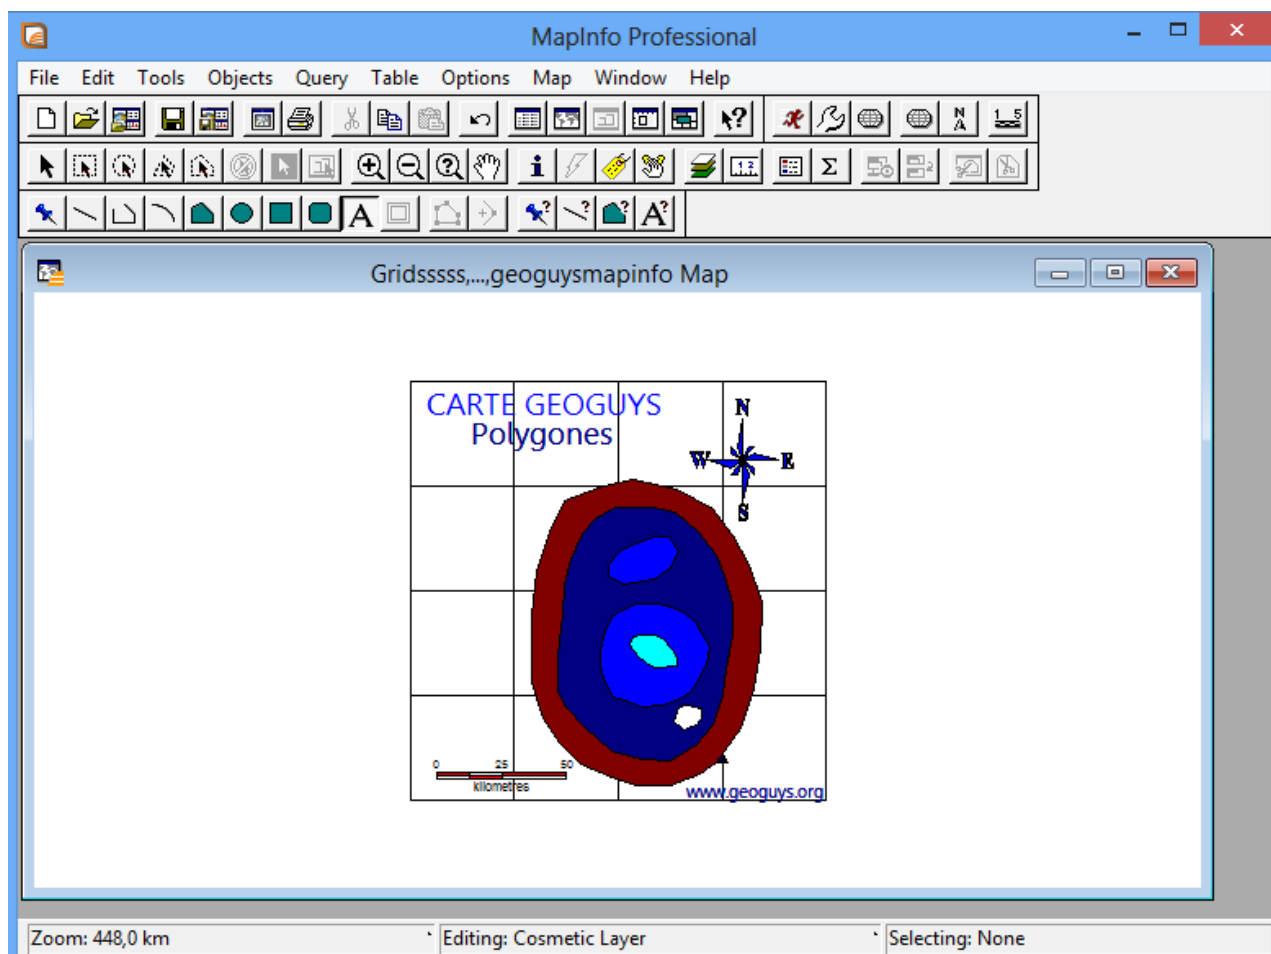 MapInfo Professional
File Edit Tools Objects Query Table Options Map Window Help
Gridsssss,...,geoguysmapinfo Map
CARTE GEOGUYS
Polygones
N
W E
S
0 25 50
kilometres
www.geoguys.org
Zoom: 448,0 km Editing: Cosmetic Layer Selecting: None